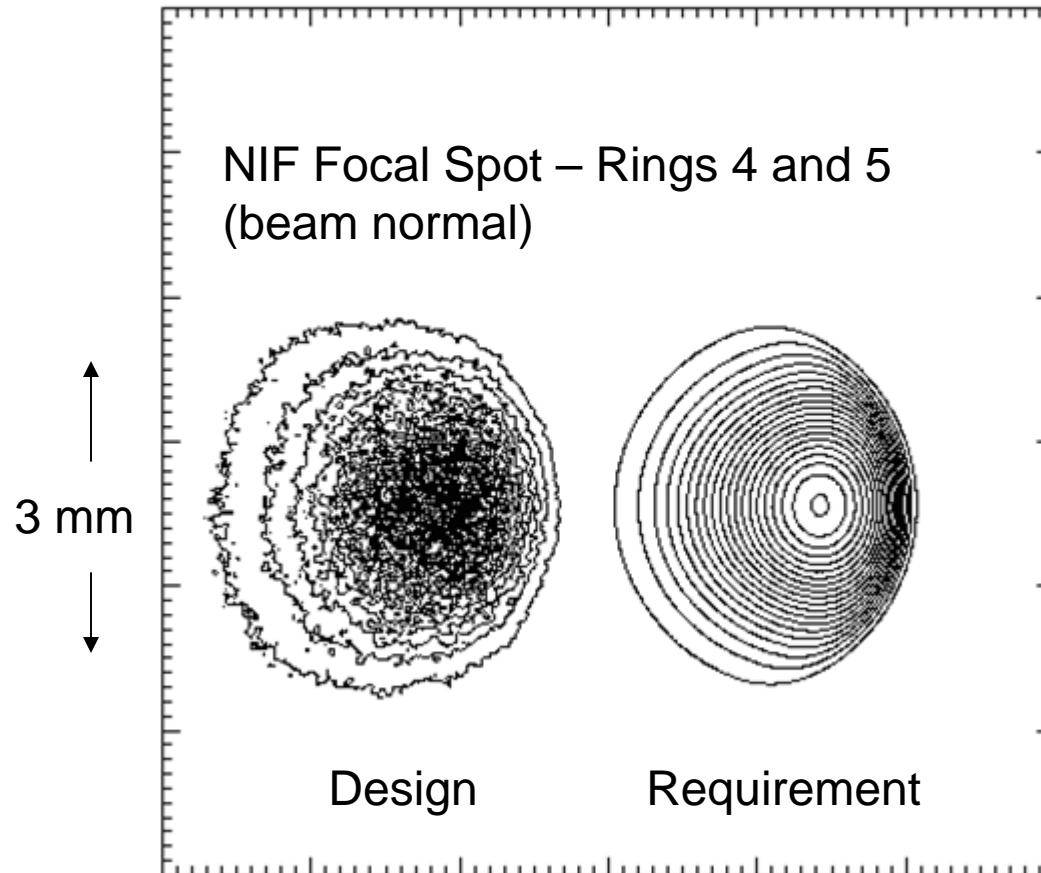 NIF Focal Spot – Rings 4 and 5
(beam normal)
3 mm
Design
Requirement